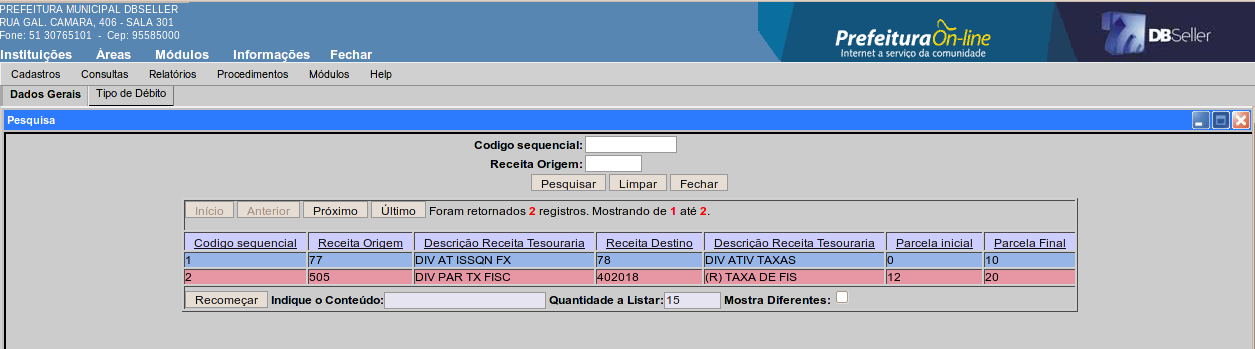 PREFEITURA MUNICIPAL DBSELLER
RUA GAL. CAMARA, 406 - SALA 301
Fone: 51 30765101 - Cep: 95585000
Instituições Áreas Módulos Informações Fechar
Prefeitura On-line
Internet a serviço da comunidade
DBSeller
Cadastros Consultas Relatórios Procedimentos Módulos Help
Dados Gerais Tipo de Débito
Pesquisa
Codigo sequencial:
Receita Origem:
Pesquisar Limpar Fechar
Início Anterior Próximo Último Foram retornados 2 registros. Mostrando de 1 até 2.
Codigo sequencial Receita Origem Descrição Receita Tesouraria Receita Destino Descrição Receita Tesouraria Parcela inicial Parcela Final
1 77 DIV AT ISSQN FX 78 DIV ATIV TAXAS 0 10
2 505 DIV PAR TX FISC 402018 (R) TAXA DE FIS 12 20
Recomeçar Indique o Conteúdo: Quantidade a Listar: 15 Mostra Diferentes: